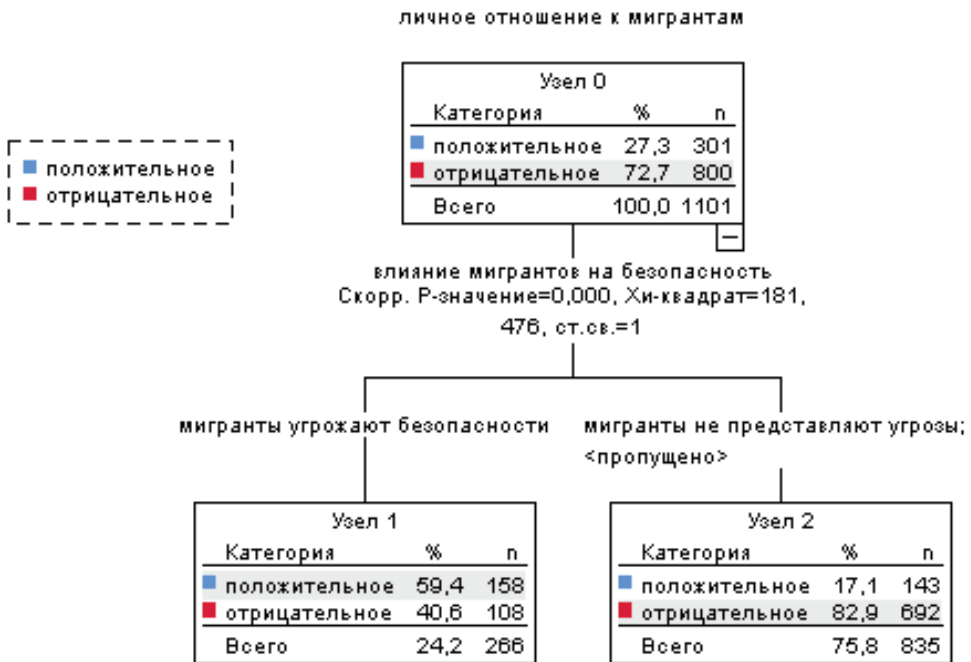 личное отношение к мигрантам
Узел 0
Категория % n
положительное 27,3 301
отрицательное 72,7 800
Всего 100,0 1101
положительное
отрицательное
влияние мигрантов на безопасность
Скорр. P-значение=0,000, Хи-квадрат=181,
476, ст.св.=1
мигранты угрожают безопасности
мигранты не представляют угрозы;
<пропущено>
Узел 1
Категория % n
положительное 59,4 158
отрицательное 40,6 108
Всего 24,2 266
Узел 2
Категория % n
положительное 17,1 143
отрицательное 82,9 692
Всего 75,8 835